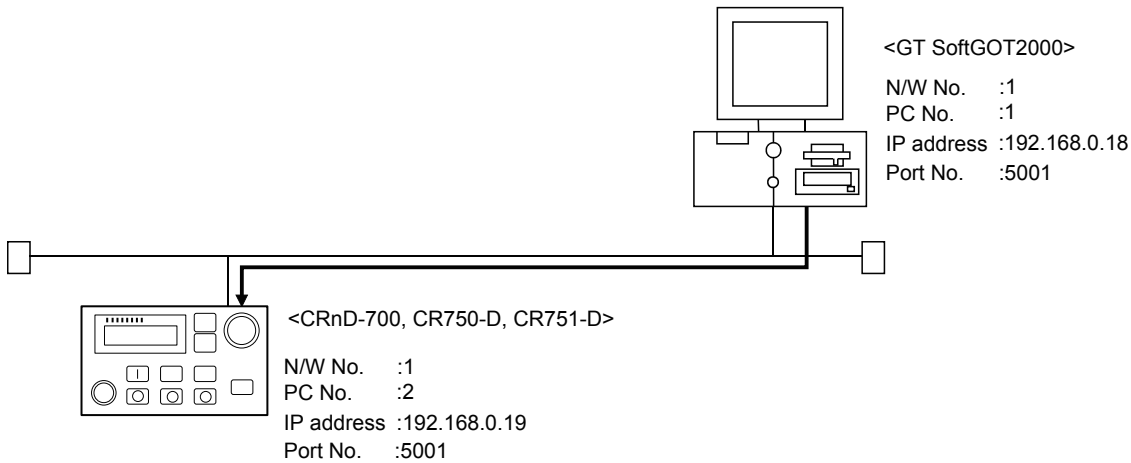 <GT SoftGOT2000>
N/W No. :1
PC No. :1
IP address :192.168.0.18
Port No. :5001
<CRnD-700, CR750-D, CR751-D>
N/W No. :1
PC No. :2
IP address :192.168.0.19
Port No. :5001